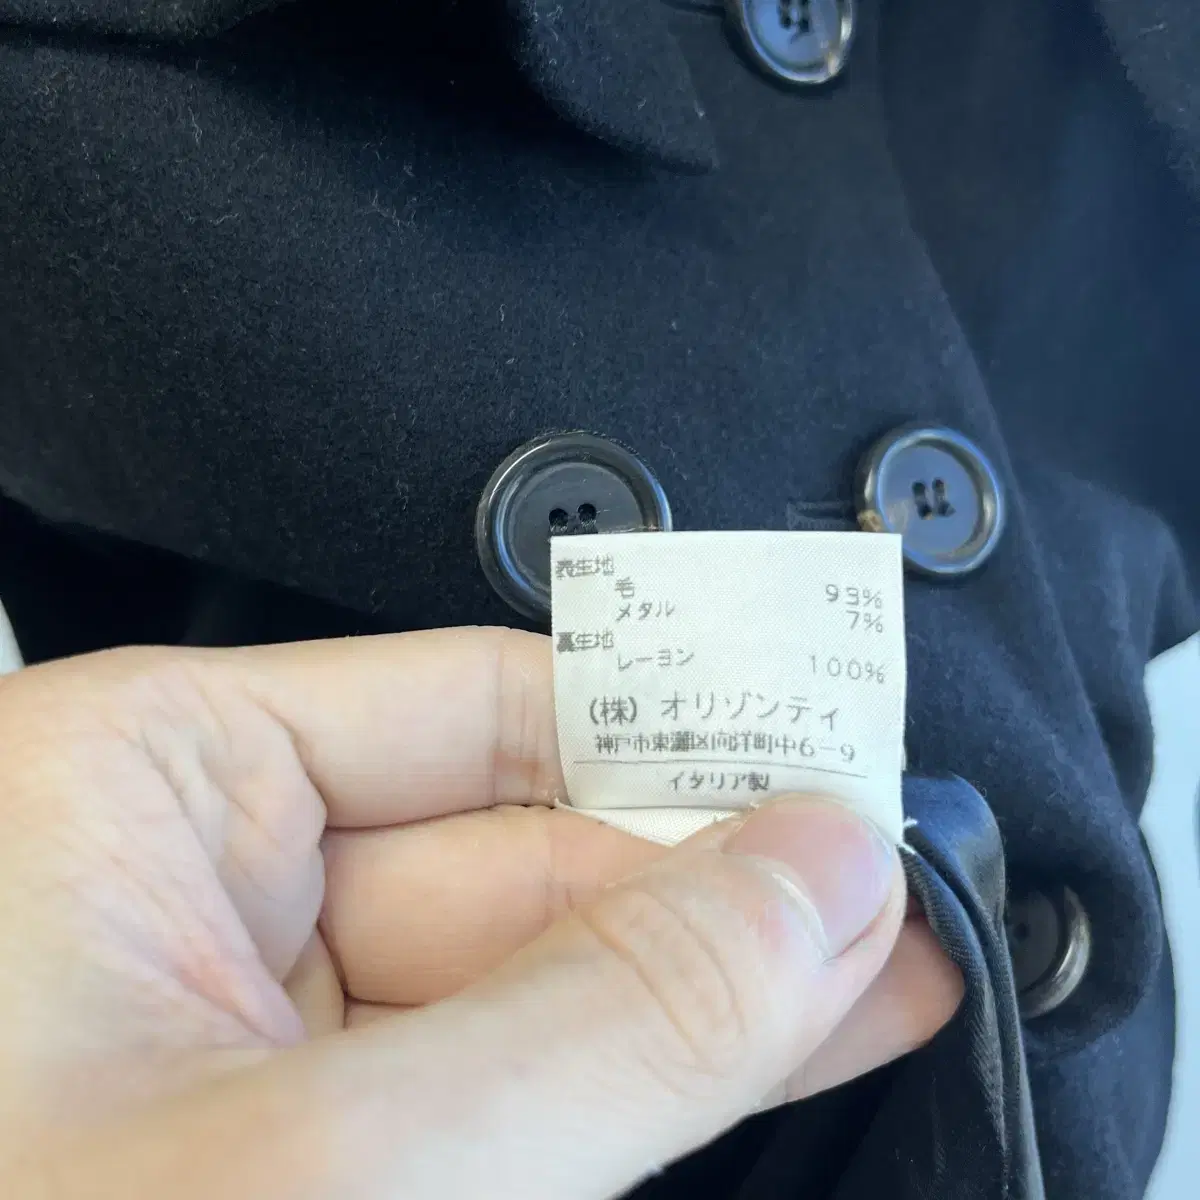 表生地
毛 93%
メタル 7%
裏生地
レーヨン 100%
(株) オリゾンティ
神戸市東灘区向洋町中6-9
イタリア製